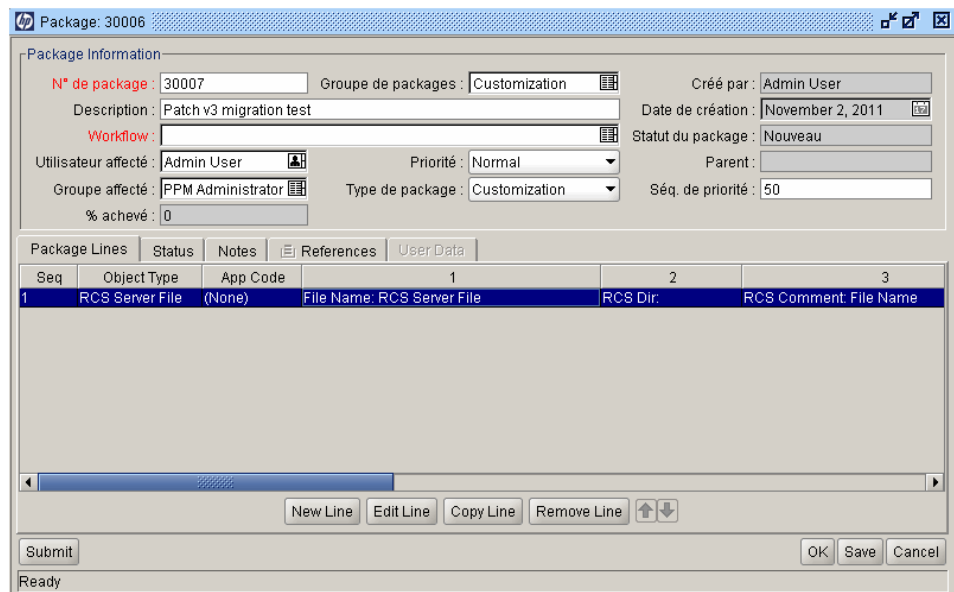 hp Package: 30006
Package Information
N° de package : 30007 Groupe de packages : Customization Créé par : Admin User
Description : Patch v3 migration test Date de création : November 2, 2011
Workflow : Statut du package : Nouveau
Utilisateur affecté : Admin User Priorité : Normal Parent :
Groupe affecté : PPM Administrator Type de package : Customization Séq. de priorité : 50
% achevé : 0
Package Lines Status Notes References User Data
Seq Object Type App Code 1 2 3
1 RCS Server File (None) File Name: RCS Server File RCS Dir: RCS Comment: File Name
New Line Edit Line Copy Line Remove Line
Submit OK Save Cancel
Ready